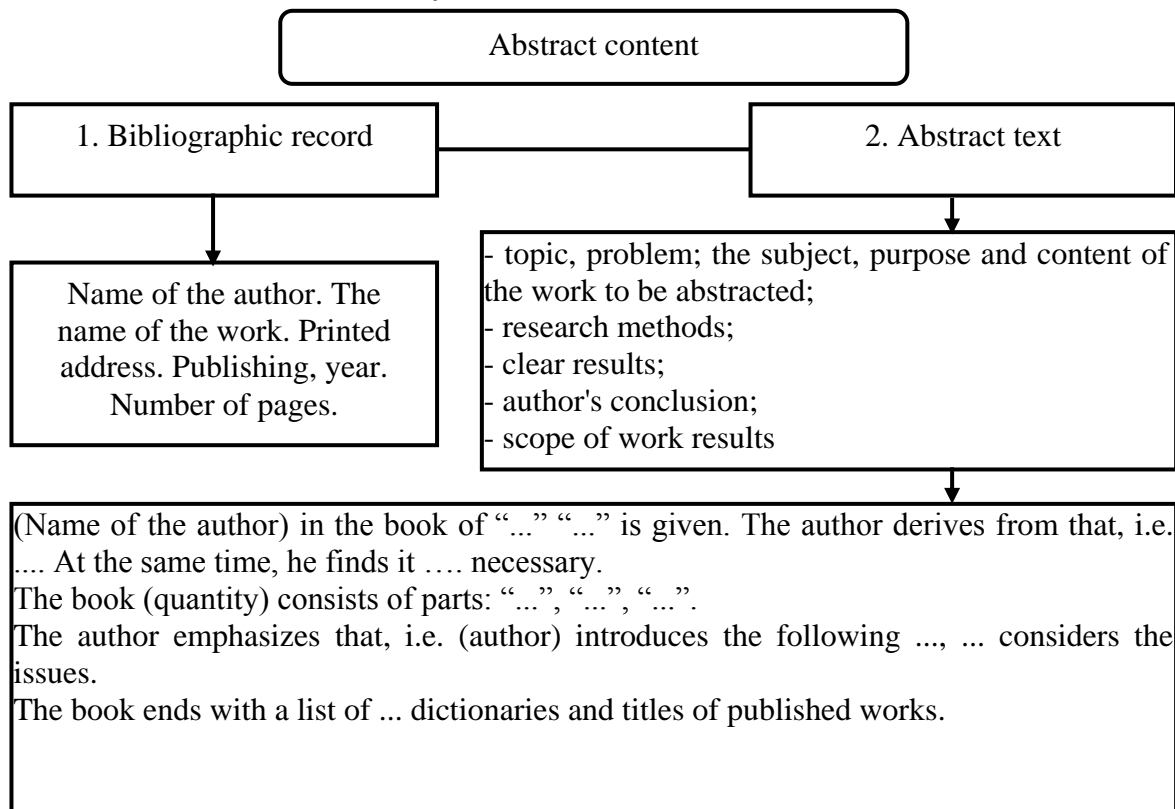 Abstract content
1. Bibliographic record
2. Abstract text
Name of the author. The
name of the work. Printed
address. Publishing, year.
Number of pages.
- topic, problem; the subject, purpose and content of
the work to be abstracted;
- research methods;
- clear results;
- author's conclusion;
- scope of work results
(Name of the author) in the book of “...” “...” is given. The author derives from that, i.e.
.... At the same time, he finds it …. necessary.
The book (quantity) consists of parts: “...”, “...”, “...”.
The author emphasizes that, i.e. (author) introduces the following ..., ... considers the
issues.
The book ends with a list of ... dictionaries and titles of published works.